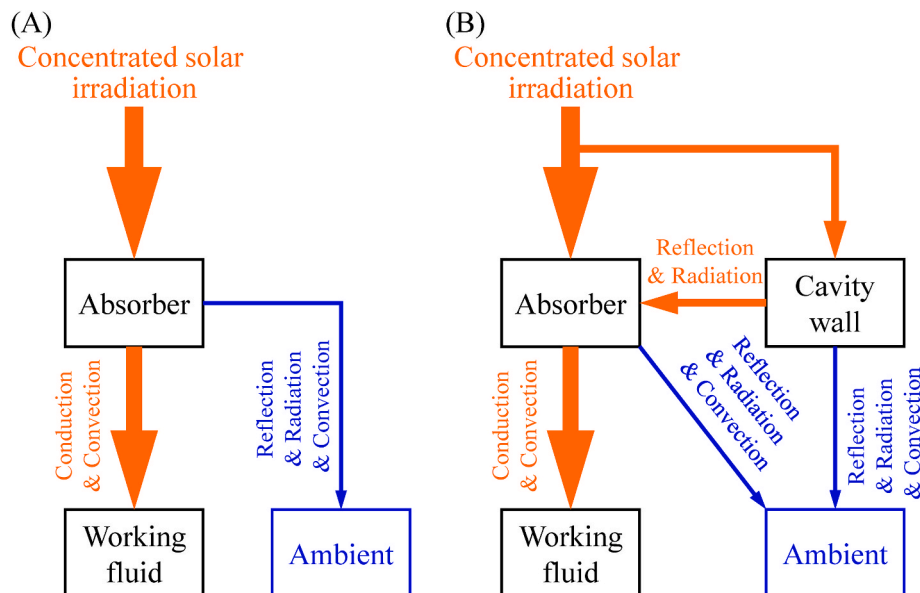 (A)
Concentrated solar
irradiation
Absorber
Conduction
& Convection
Reflection
& Radiation
& Convection
Working
fluid
Ambient
(B)
Concentrated solar
irradiation
Reflection
& Radiation
Absorber
Cavity
wall
Conduction
& Convection
Reflection
& Radiation
& Convection
Reflection
& Radiation
& Convection
Working
fluid
Ambient